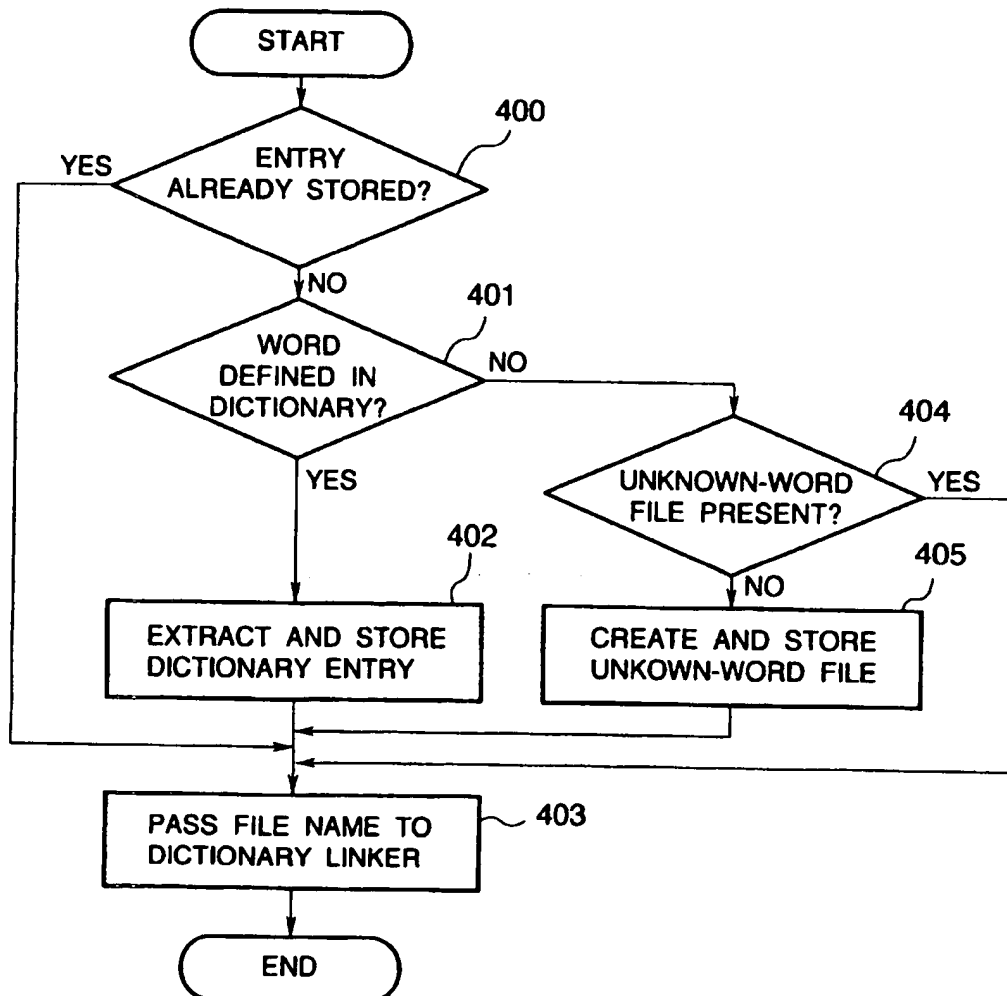 START
400
YES
ENTRY
ALREADY STORED?
NO
401
WORD
DEFINED IN
DICTIONARY?
NO
YES
404
UNKNOWN-WORD
FILE PRESENT?
YES
NO
402
EXTRACT AND STORE
DICTIONARY ENTRY
405
CREATE AND STORE
UNKOWN-WORD FILE
PASS FILE NAME TO
DICTIONARY LINKER
403
END